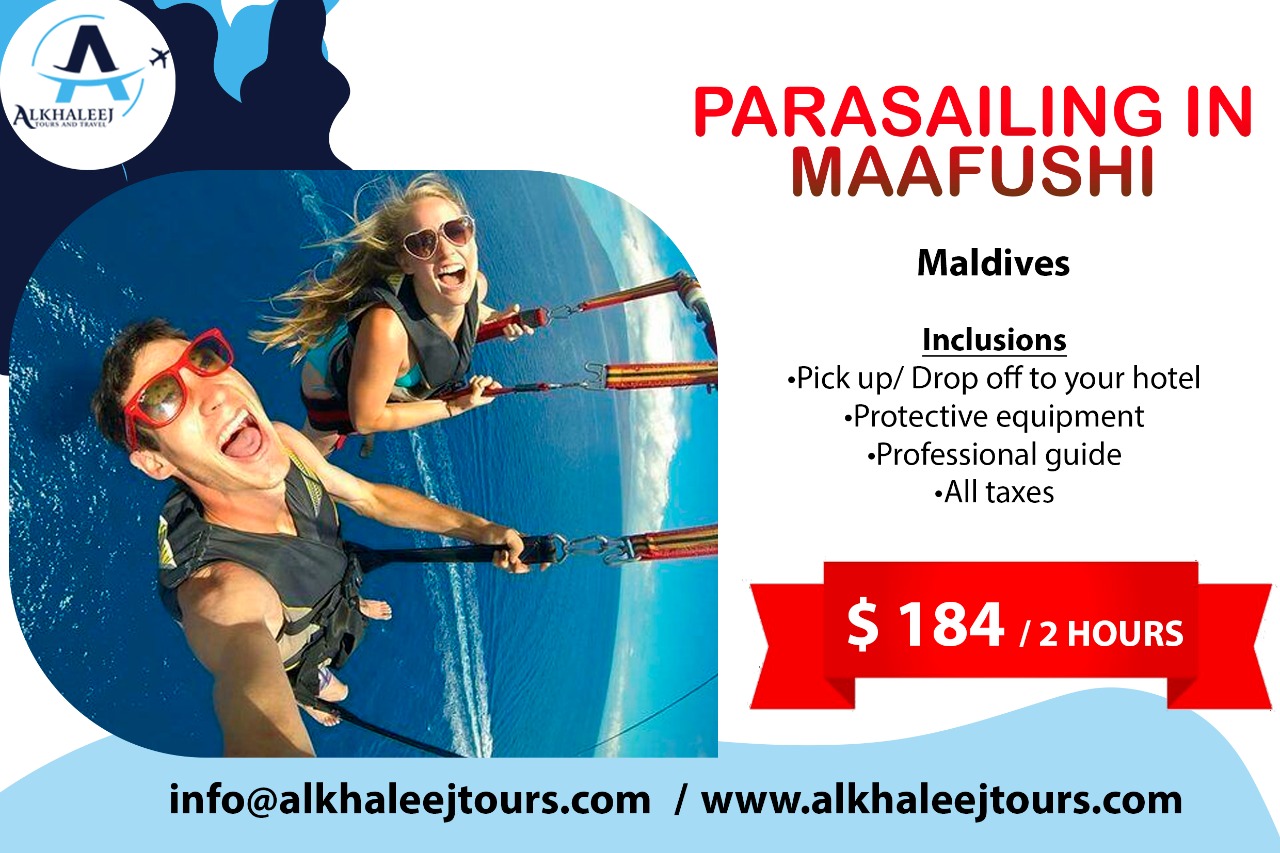 ALKHALEEJ
TOURS AND TRAVEL
PARASAILING IN
MAAFUSHI
Maldives
Inclusions
•Pick up/ Drop off to your hotel
•Protective equipment
•Professional guide
•All taxes
$ 184 / 2 HOURS
info@alkhaleejtours.com / www.alkhaleejtours.com